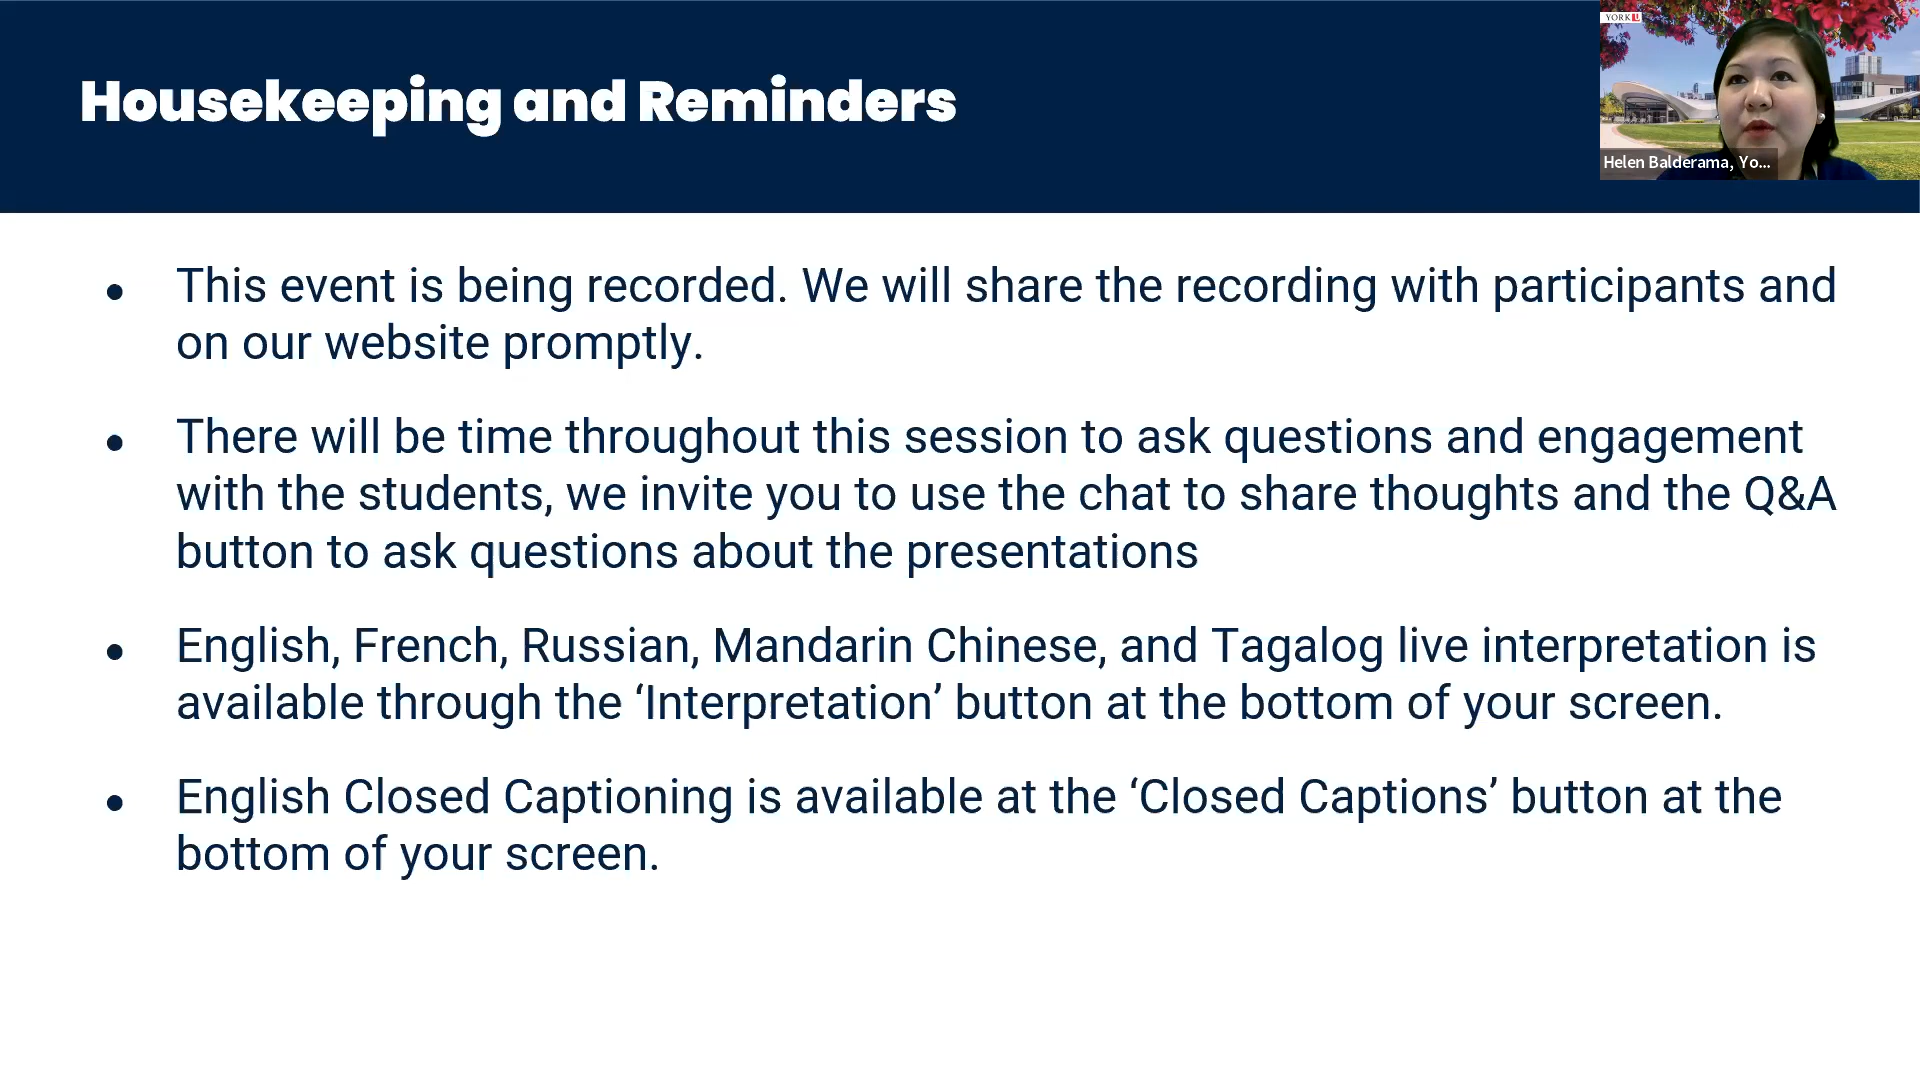 Housekeeping and Reminders
YORK U
Helen Balderama, Yo...
● This event is being recorded. We will share the recording with participants and
on our website promptly.
● There will be time throughout this session to ask questions and engagement
with the students, we invite you to use the chat to share thoughts and the Q&A
button to ask questions about the presentations
● English, French, Russian, Mandarin Chinese, and Tagalog live interpretation is
available through the ‘Interpretation’ button at the bottom of your screen.
● English Closed Captioning is available at the ‘Closed Captions’ button at the
bottom of your screen.